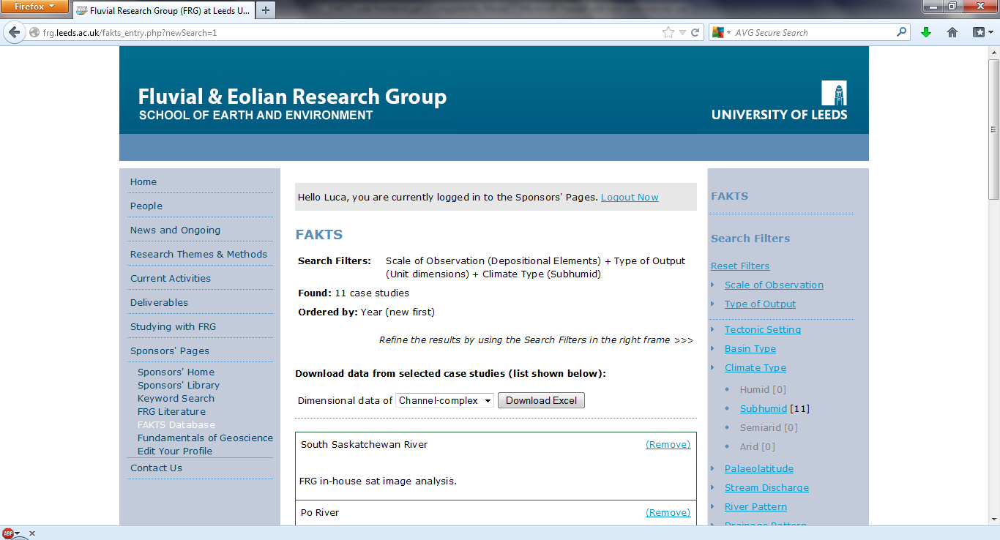 Firefox
Fluvial Research Group (FRG) at Leeds U...
frg.leeds.ac.uk/fakts_entry.php?newSearch=1
AVG Secure Search
Fluvial & Eolian Research Group
SCHOOL OF EARTH AND ENVIRONMENT
UNIVERSITY OF LEEDS
Home
People
News and Ongoing
Research Themes & Methods
Current Activities
Deliverables
Studying with FRG
Sponsors' Pages
Sponsors' Home
Sponsors' Library
Keyword Search
FRG Literature
FAKTS Database
Fundamentals of Geoscience
Edit Your Profile
Contact Us
Hello Luca, you are currently logged in to the Sponsors' Pages. Logout Now
FAKTS
Search Filters: Scale of Observation (Depositional Elements) + Type of Output
(Unit dimensions) + Climate Type (Subhumid)
Found: 11 case studies
Ordered by: Year (new first)
Refine the results by using the Search Filters in the right frame >>>
Download data from selected case studies (list shown below):
Dimensional data of Channel-complex Download Excel
South Saskatchewan River (Remove)
FRG in-house sat image analysis.
Po River (Remove)
FAKTS
Search Filters
Reset Filters
Scale of Observation
Type of Output
Tectonic Setting
Basin Type
Climate Type
Humid [0]
Subhumid [11]
Semiarid [0]
Arid [0]
Palaeolatitude
Stream Discharge
River Pattern
Drainage Pattern
ABP